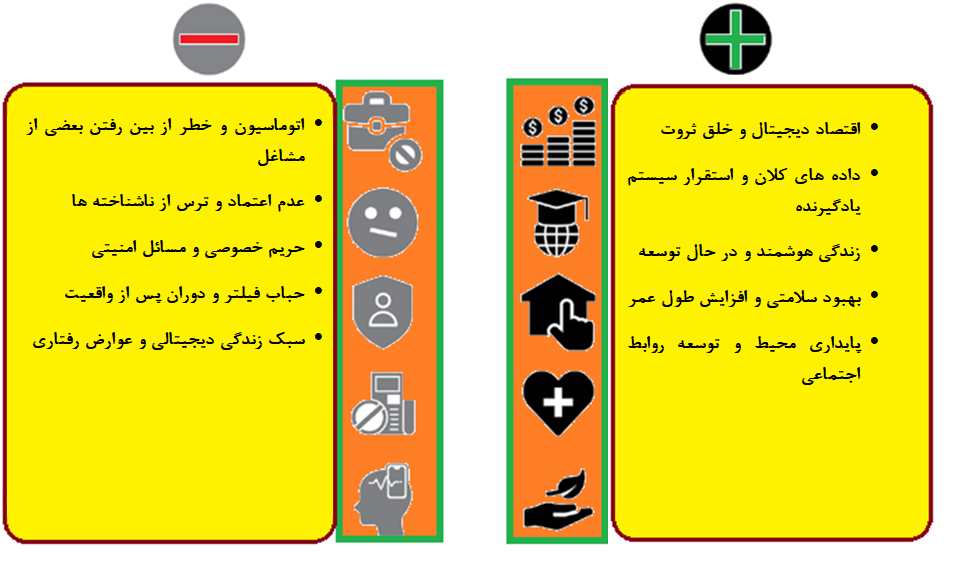 • اقتصاد دیجیتال و خلق ثروت
• داده های کلان و استقرار سیستم
یادگیرنده
• زندگی هوشمند و در حال توسعه
• بهبود سلامتی و افزایش طول عمر
• پایداری محیط و توسعه روابط
اجتماعی
• اتوماسیون و خطر از بین رفتن بعضی از
مشاغل
• عدم اعتماد و ترس از ناشناخته ها
• حریم خصوصی و مسائل امنیتی
• حباب فیلتر و دوران پس از واقعیت
• سبک زندگی دیجیتالی و عوارض رفتاری